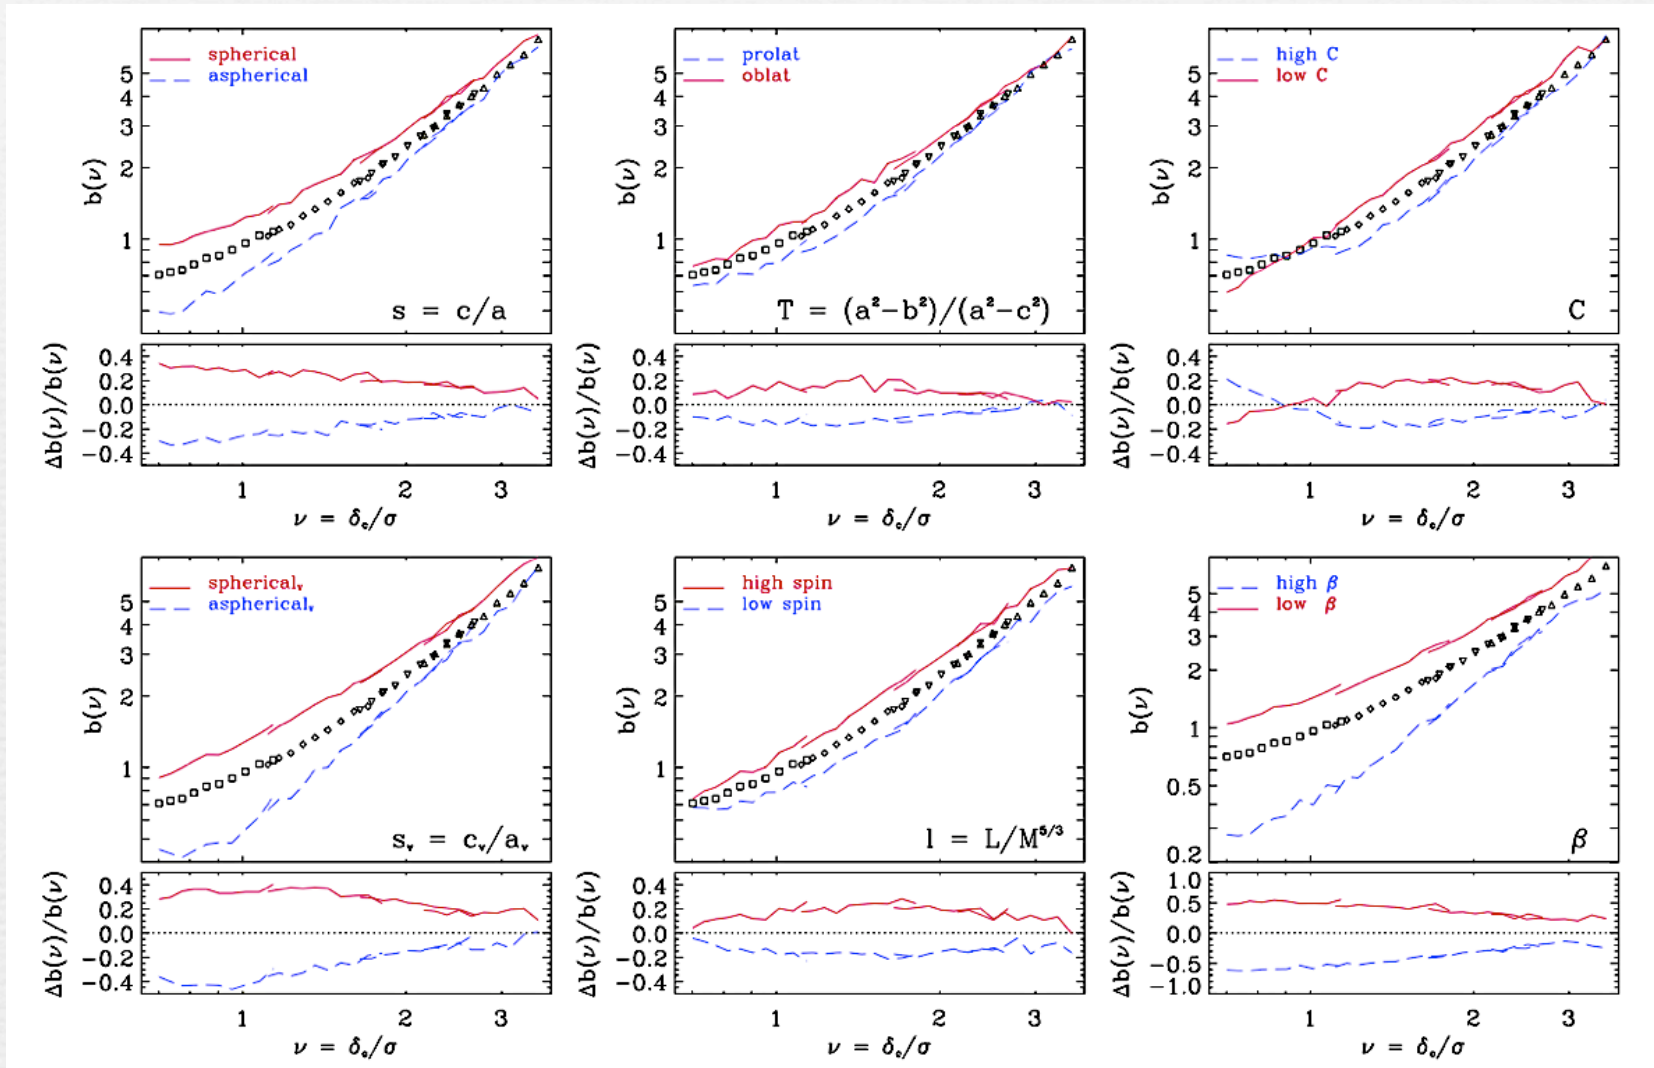 spherical
aspherical
5
4
3
2
1
b(ν)
s = c/a
0.4
0.2
0.0
−0.2
−0.4
Δb(ν)/b(ν)
1 2 3
ν = δc/σ
prolat
oblat
5
4
3
2
1
b(ν)
T = (a²−b²)/(a²−c²)
0.4
0.2
0.0
−0.2
−0.4
Δb(ν)/b(ν)
1 2 3
ν = δc/σ
high C
low C
5
4
3
2
1
b(ν)
C
0.4
0.2
0.0
−0.2
−0.4
Δb(ν)/b(ν)
1 2 3
ν = δc/σ
sphericalv
asphericalv
5
4
3
2
1
b(ν)
sv = cv/av
0.4
0.2
0.0
−0.2
−0.4
Δb(ν)/b(ν)
1 2 3
ν = δc/σ
high spin
low spin
5
4
3
2
1
b(ν)
l = L/M^5/3
0.4
0.2
0.0
−0.2
−0.4
Δb(ν)/b(ν)
1 2 3
ν = δc/σ
high β
low β
5
4
3
2
1
0.5
0.2
b(ν)
β
1.0
0.5
0.0
−0.5
−1.0
Δb(ν)/b(ν)
1 2 3
ν = δc/σ